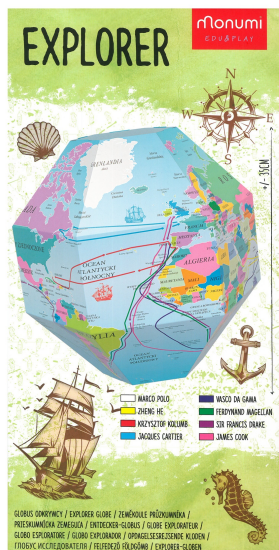 monumi
EDU&PLAY
EXPLORER
N
W
E
S
+/- 35CM
GRENLANDIA
OCEAN
ATLANTYCKI
PÓŁNOCNY
ALGIERIA
MALI
MARCO POLO
ZHENG HE
KRZYSZTOF KOLUMB
JACQUES CARTIER
VASCO DA GAMA
FERDYNAND MAGELLAN
SIR FRANCIS DRAKE
JAMES COOK
GLOBUS ODKRYWCY / EXPLORER GLOBE / ZEMĚKOULE PRŮZKUMNÍKA /
PRIESKUMNÍCKA ZEMEGUĽA / ENTDECKER-GLOBUS / GLOBE EXPLORATEUR /
GLOBO ESPLORATORE / GLOBO EXPLORADOR / OPDAGELSESREJSENDE KLODEN /
ГЛОБУС ИССЛЕДОВАТЕЛЯ / FELFEDEZŐ FÖLDGÖMB / EXPLORER-GLOBEN